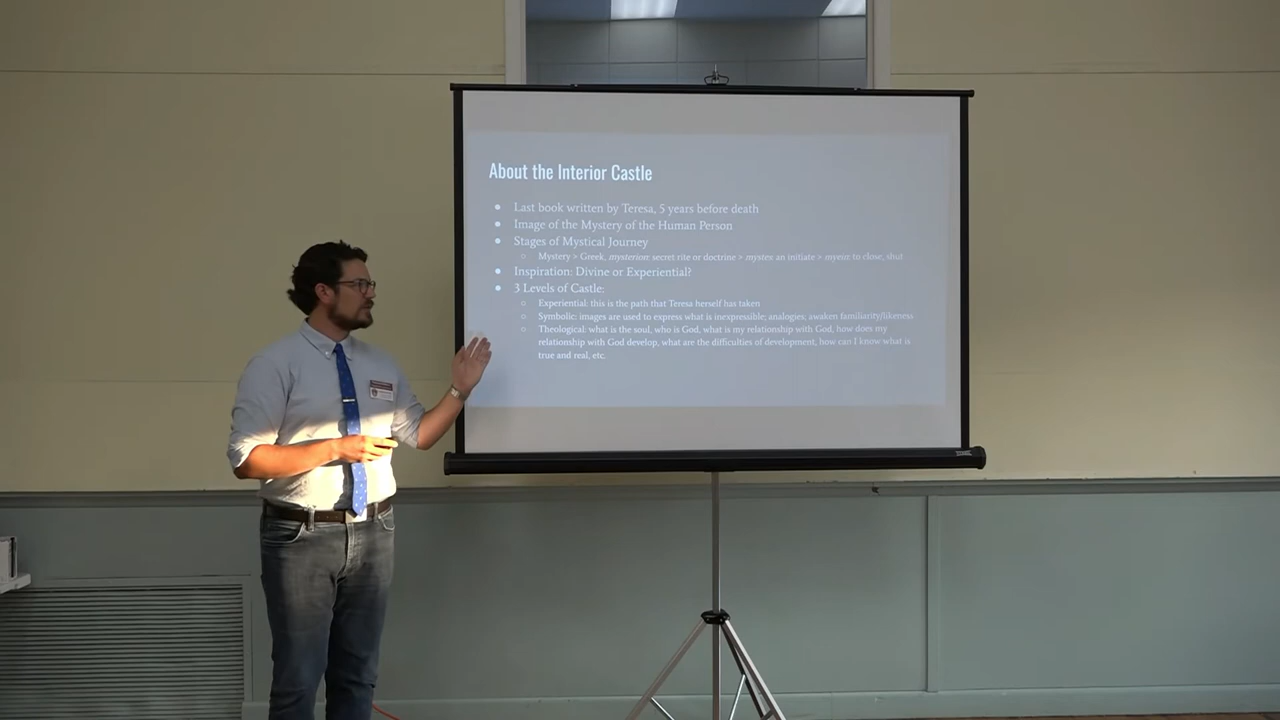 About the Interior Castle
● Last book written by Teresa, 5 years before death
● Image of the Mystery of the Human Person
● Stages of Mystical Journey
○ Mystery > Greek, mysterion: secret rite or doctrine > mystes: an initiate > myein: to close, shut
● Inspiration: Divine or Experiential?
● 3 Levels of Castle:
○ Experiential: this is the path that Teresa herself has taken
○ Symbolic: images are used to express what is inexpressible; analogies, awaken familiarity/likeness
○ Theological: what is the soul, who is God, what is my relationship with God, how does my
relationship with God develop, what are the difficulties of development, how can I know what is
true and real, etc.